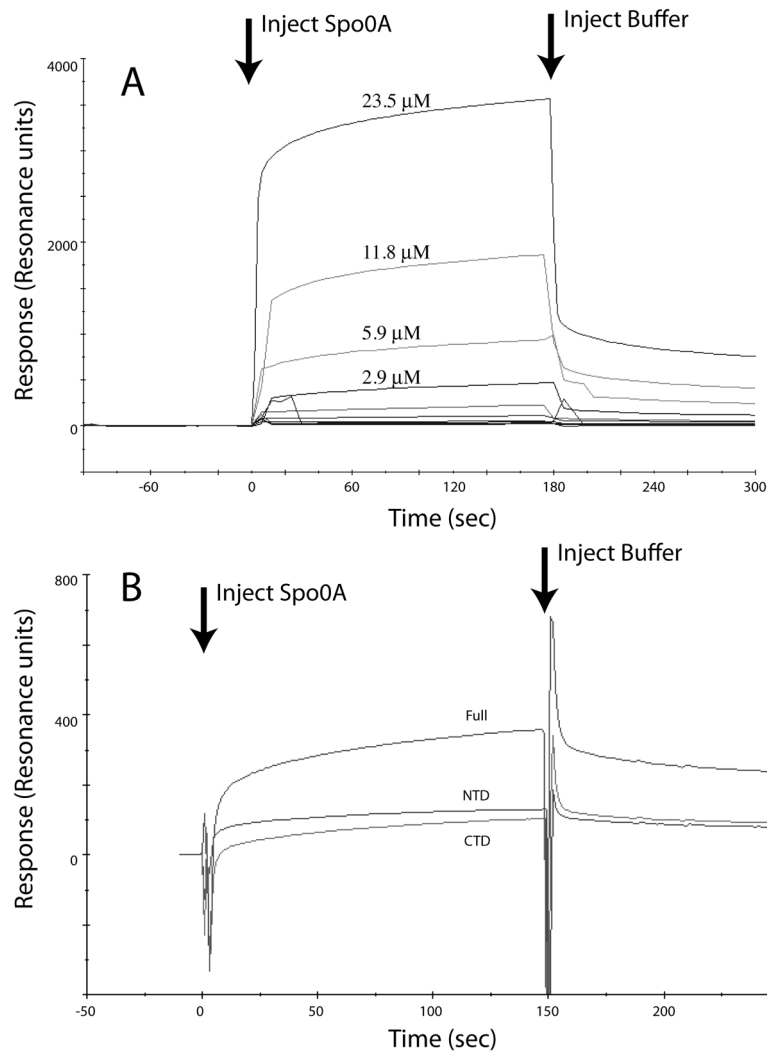 Inject Spo0A
Inject Buffer
A
4000
2000
0
Response (Resonance units)
23.5 µM
11.8 µM
5.9 µM
2.9 µM
-60 0 60 120 180 240 300
Time (sec)
B
Inject Spo0A
Inject Buffer
800
400
0
Response (Resonance units)
Full
NTD
CTD
-50 0 50 100 150 200
Time (sec)